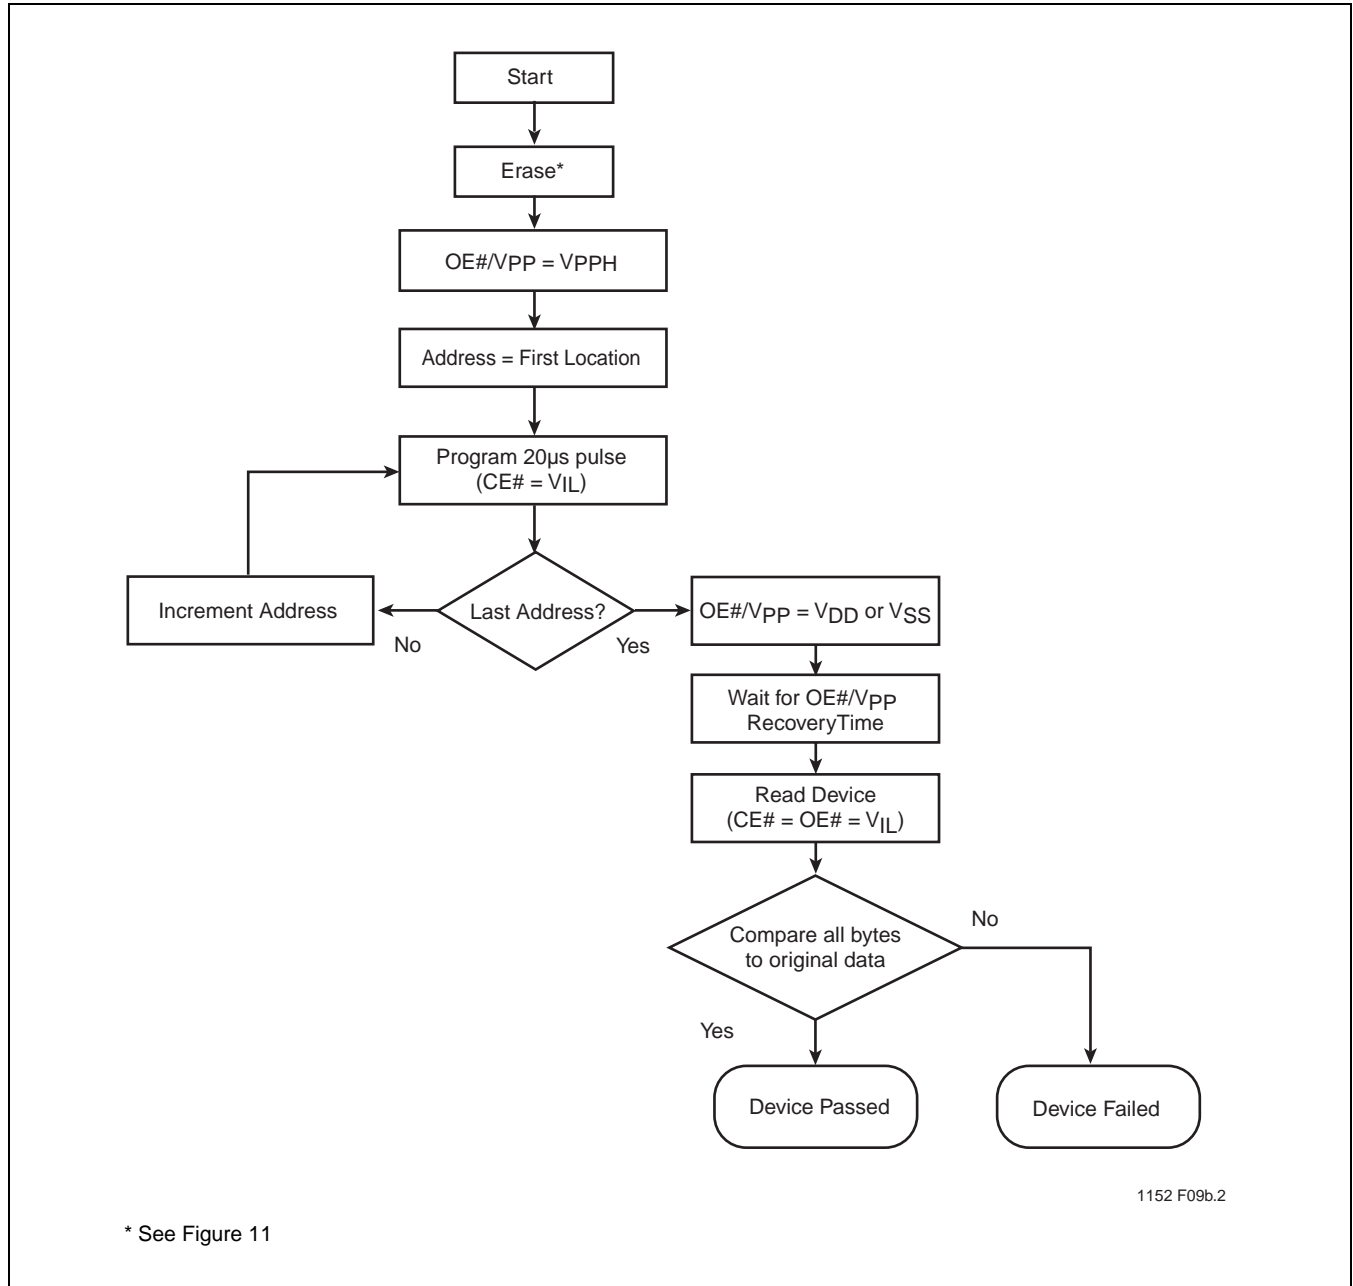 Start
Erase*
OE#/VPP = VPPH
Address = First Location
Program 20µs pulse
(CE# = VIL)
Increment Address
No
Last Address?
Yes
OE#/VPP = VDD or VSS
Wait for OE#/VPP
RecoveryTime
Read Device
(CE# = OE# = VIL)
Compare all bytes
to original data
No
Yes
Device Passed
Device Failed
1152 F09b.2
* See Figure 11